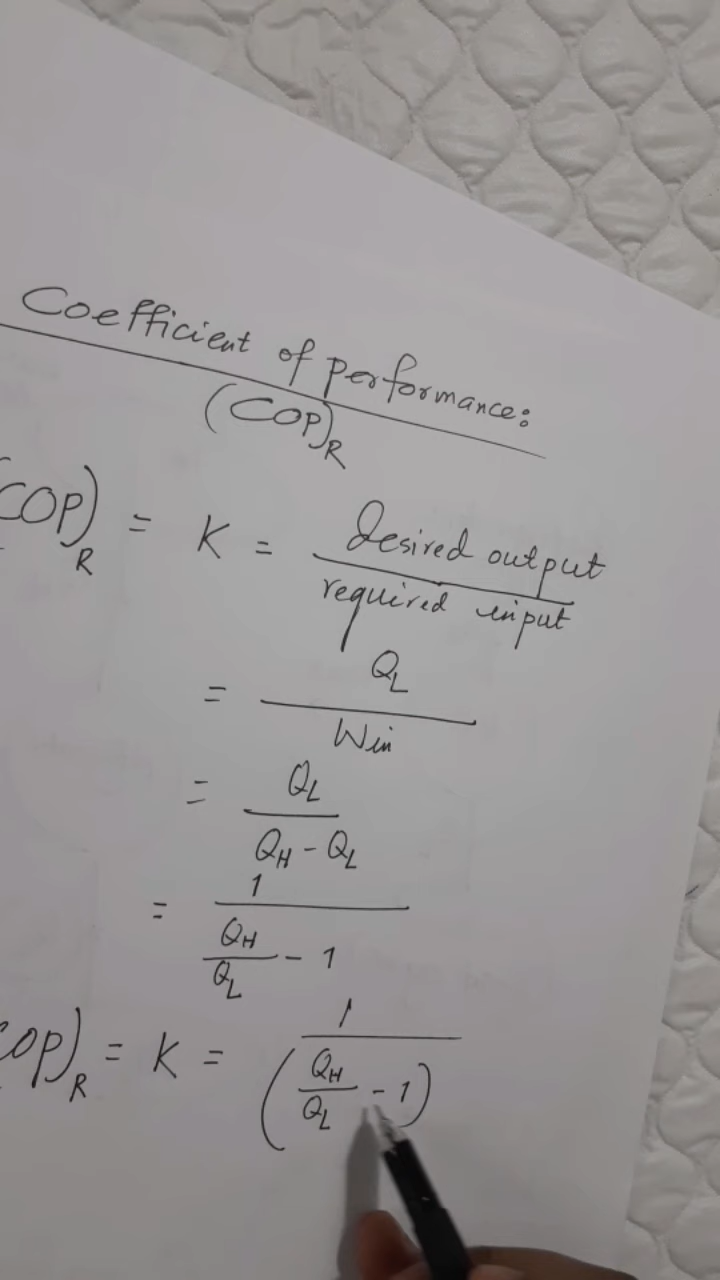 Coefficient of performance:
(COP)R
COP)R = K = desired output / required input
= QL / Win
= QL / QH - QL
= 1 / QH/QL - 1
OP)R = K = 1 / (QH/QL - 1)